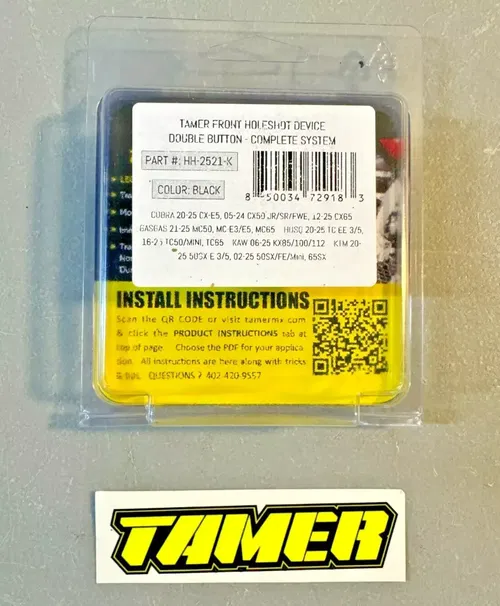 TAMER FRONT HOLESHOT DEVICE
DOUBLE BUTTON - COMPLETE SYSTEM
PART #: HH-2521-K
COLOR: BLACK
8 50034 72918 3
COBRA 20-25 CX-E5, 05-24 CX50 JR/SR/FWE, 12-25 CX65
GASGAS 21-25 MC50, MC E3/E5, MC65 HUSQ 20-25 TC EE 3/5,
16-25 TC50/MINI, TC65 KAW 06-25 KX85/100/112 KTM 20-
25 50SX E 3/5, 02-25 50SX/FE/Mini, 65SX
INSTALL INSTRUCTIONS
Scan the QR CODE or visit tamermx.com
& click the PRODUCT INSTRUCTIONS tab at
top of page. Choose the PDF for your applica-
tion. All instructions are here along with tricks
QUESTIONS ? 402-420-9557
TAMER